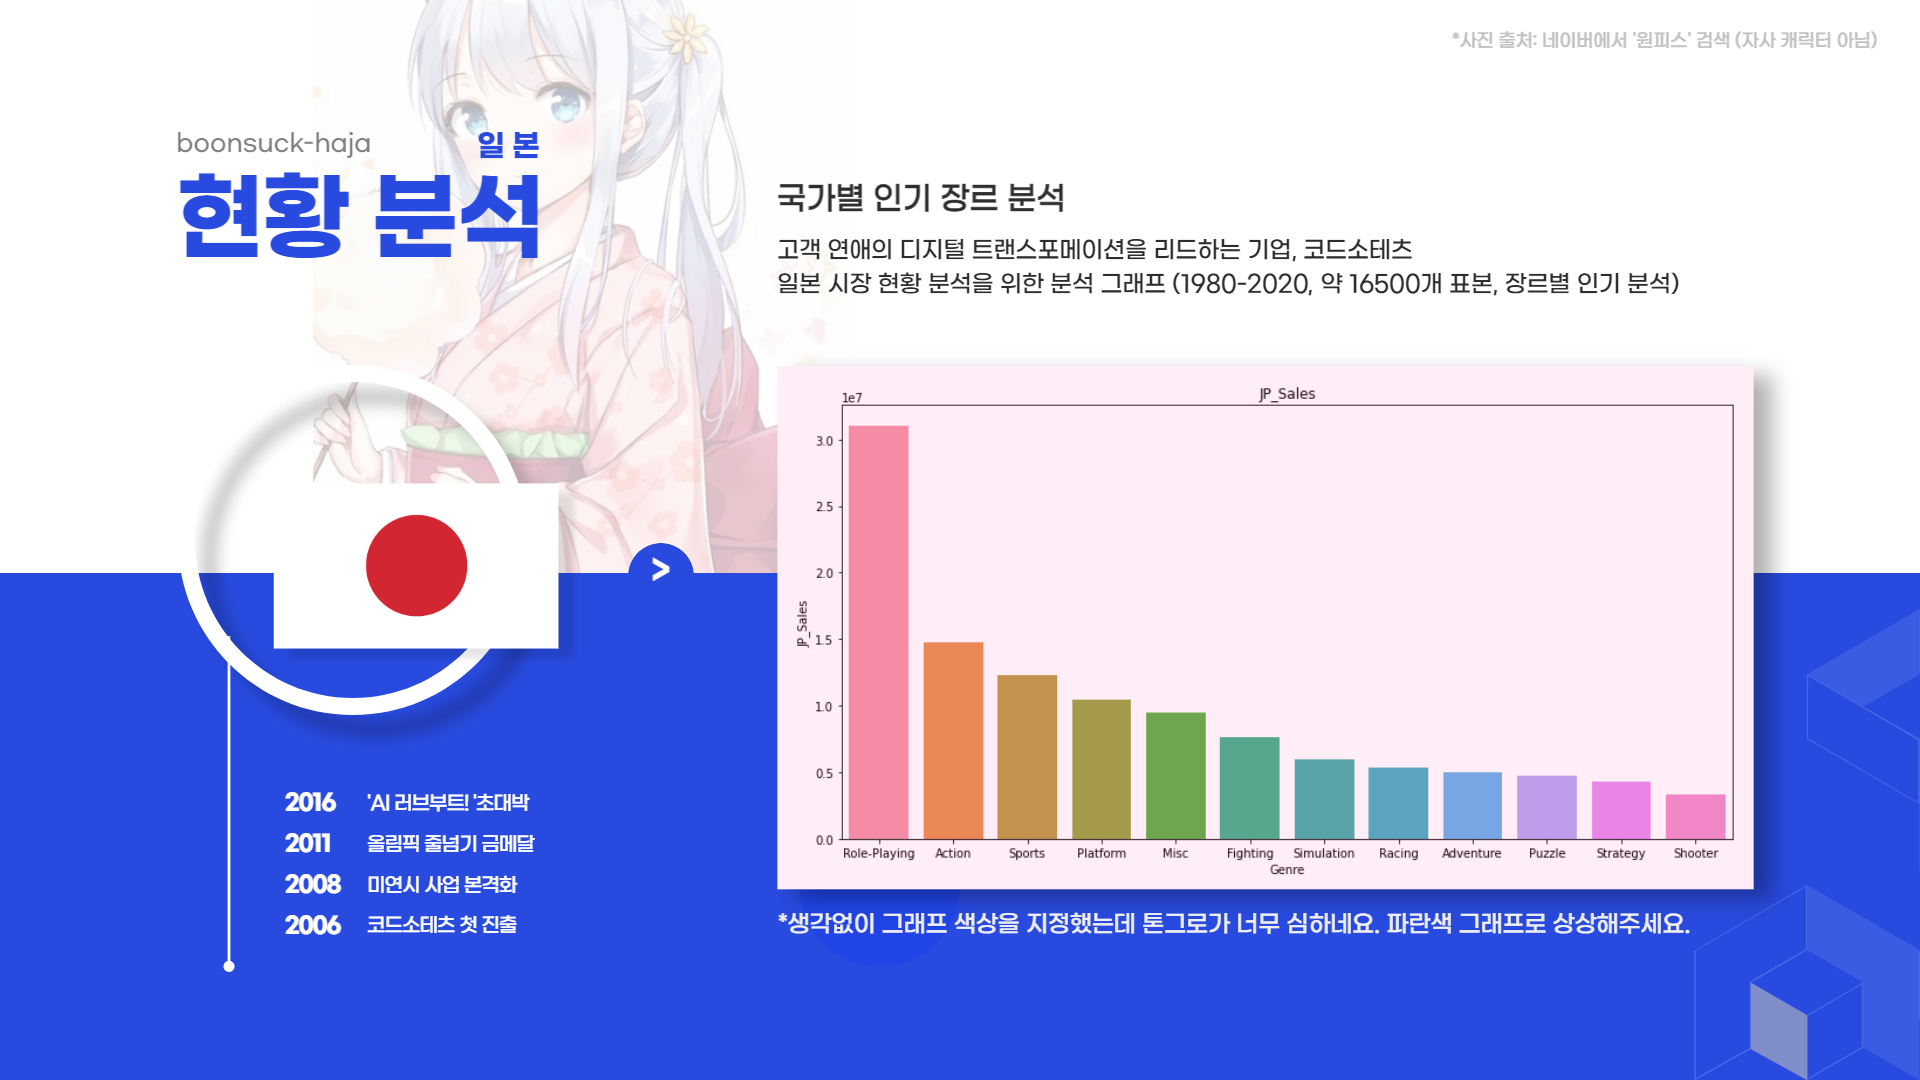 *사진 출처: 네이버에서 '원피스' 검색 (자사 캐릭터 아님)
boonsuck-haja
일 본
현황 분석
국가별 인기 장르 분석
고객 연애의 디지털 트랜스포메이션을 리드하는 기업, 코드소테츠
일본 시장 현황 분석을 위한 분석 그래프 (1980-2020, 약 16500개 표본, 장르별 인기 분석)
>
2016 'AI 러브부트! '초대박
2011 올림픽 줄넘기 금메달
2008 미연시 사업 본격화
2006 코드소테츠 첫 진출
JP_Sales
1e7
3.0
2.5
2.0
1.5
1.0
0.5
0.0
JP_Sales
Role-Playing Action Sports Platform Misc Fighting Simulation Racing Adventure Puzzle Strategy Shooter
Genre
*생각없이 그래프 색상을 지정했는데 톤그로가 너무 심하네요. 파란색 그래프로 상상해주세요.